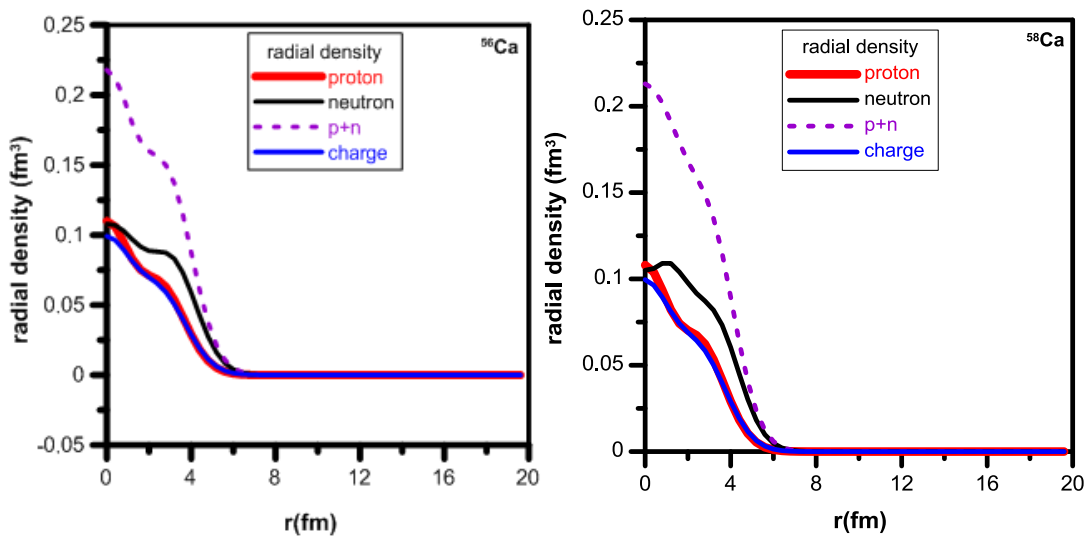 0,25
0,2
0,15
0,1
0,05
0
-0,05
radial density (fm³)
⁵⁶Ca
radial density
proton
neutron
p+n
charge
0
4
8
12
16
20
r(fm)
0.25
0.2
0.15
0.1
0.05
0
radial density (fm³)
⁵⁸Ca
radial density
proton
neutron
p+n
charge
0
4
8
12
16
20
r(fm)